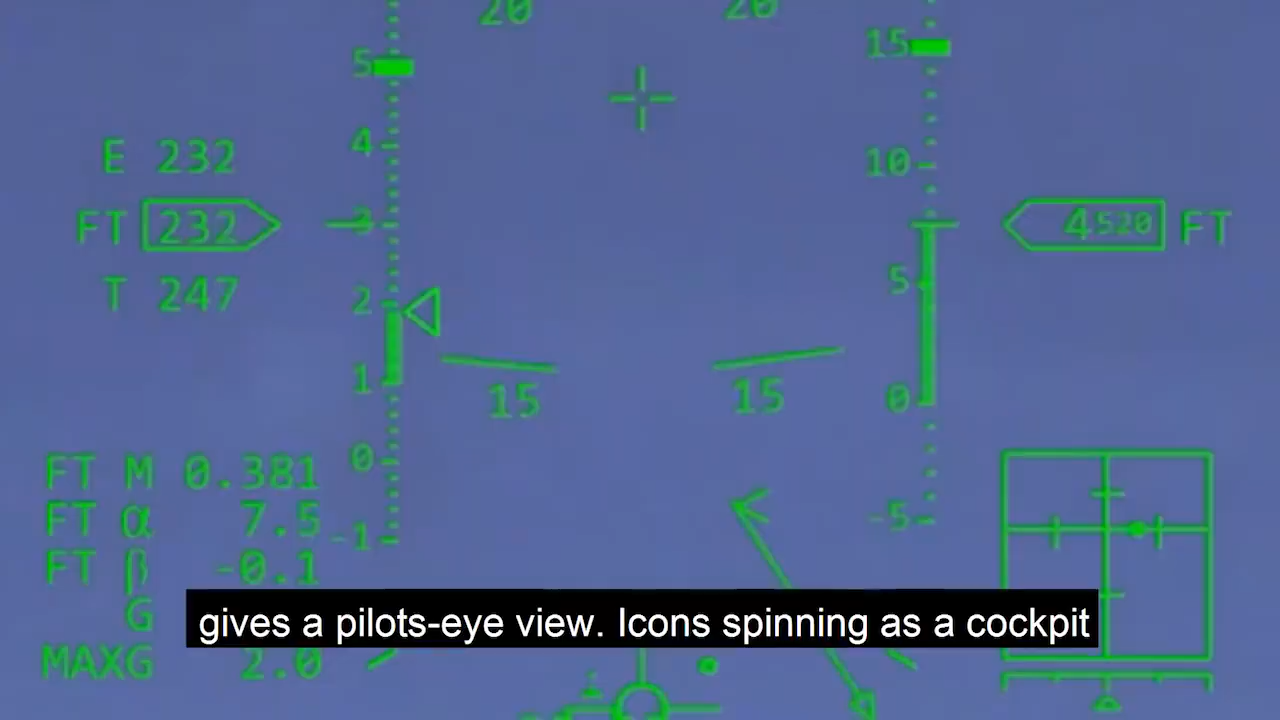 20 20
5
15
4
10
E 232
FT 232
3
4520 FT
T 247
2
5
1
15 15
0
FT M 0.381
0
FT α 7.5
-1
-5
FT β -0.1
G
gives a pilots-eye view. Icons spinning as a cockpit
MAXG 2.0